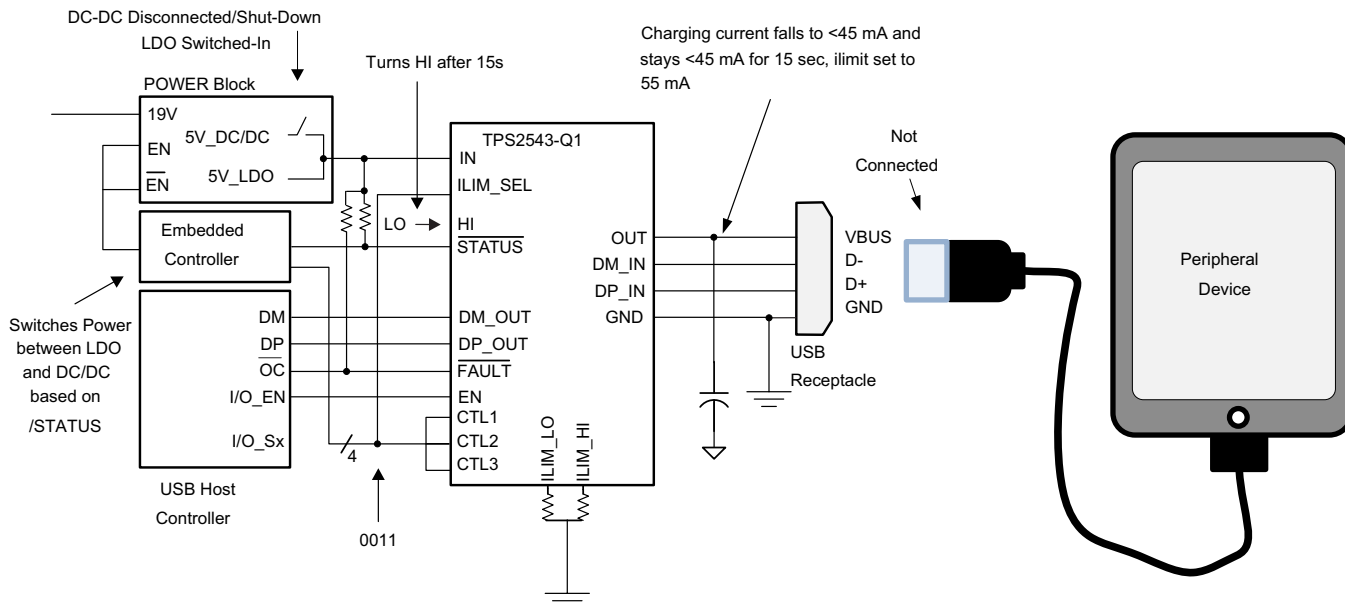 DC-DC Disconnected/Shut-Down
LDO Switched-In
POWER Block
19V
EN
EN
5V_DC/DC
5V_LDO
Turns HI after 15s
Charging current falls to <45 mA and
stays <45 mA for 15 sec, ilimit set to
55 mA
Embedded
Controller
Switches Power
between LDO
and DC/DC
based on
/STATUS
DM
DP
OC
I/O_EN
I/O_Sx
USB Host
Controller
4
0011
LO
HI
TPS2543-Q1
IN
ILIM_SEL
STATUS
DM_OUT
DP_OUT
FAULT
EN
CTL1
CTL2
CTL3
ILIM_LO
ILIM_HI
OUT
DM_IN
DP_IN
GND
VBUS
D-
D+
GND
USB
Receptacle
Not
Connected
Peripheral
Device